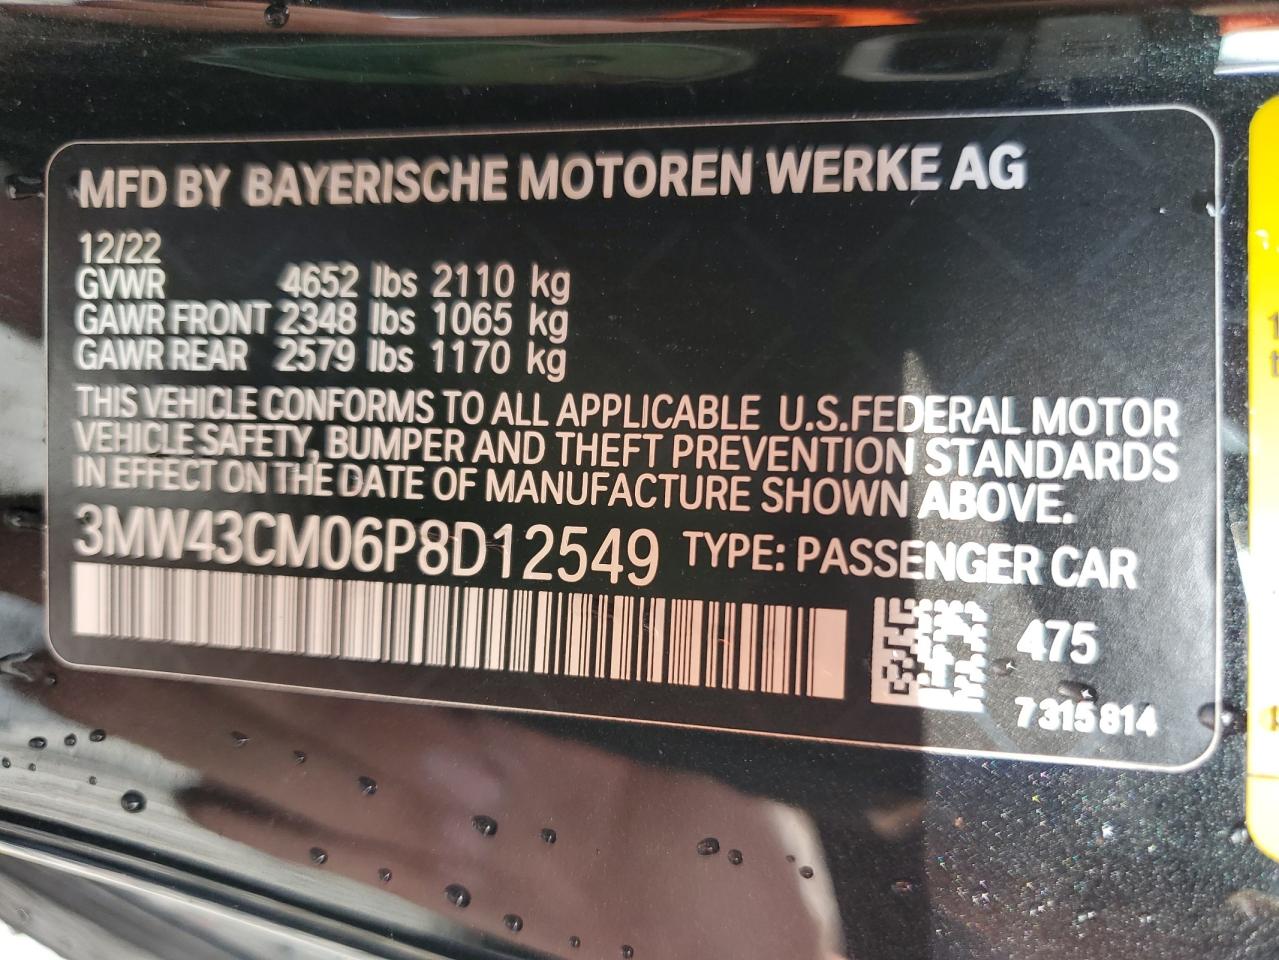 MFD BY BAYERISCHE MOTOREN WERKE AG
12/22
GVWR 4652 lbs 2110 kg
GAWR FRONT 2348 lbs 1065 kg
GAWR REAR 2579 lbs 1170 kg
THIS VEHICLE CONFORMS TO ALL APPLICABLE U.S.FEDERAL MOTOR
VEHICLE SAFETY, BUMPER AND THEFT PREVENTION STANDARDS
IN EFFECT ON THE DATE OF MANUFACTURE SHOWN ABOVE.
3MW43CM06P8D12549 TYPE: PASSENGER CAR
475
7 315 814